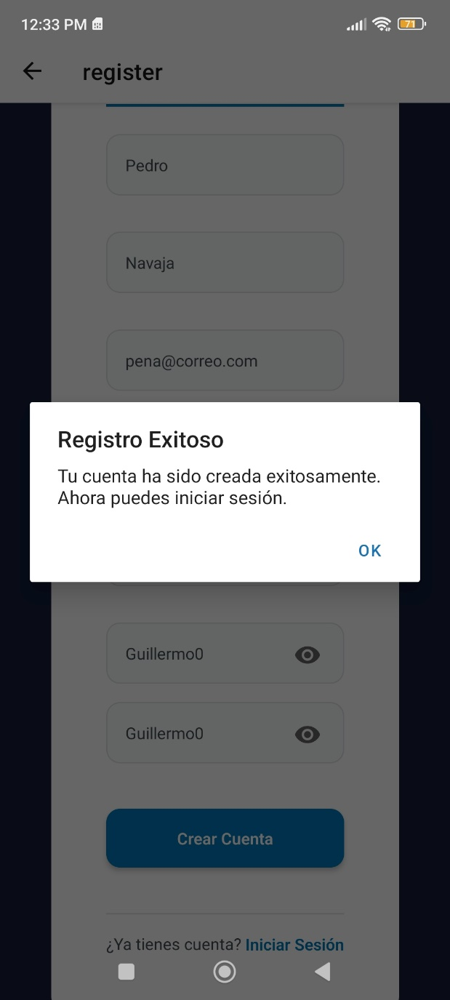 12:33 PM
71
register
Pedro
Navaja
pena@correo.com
Registro Exitoso
Tu cuenta ha sido creada exitosamente.
Ahora puedes iniciar sesión.
OK
Guillermo0
Guillermo0
Crear Cuenta
¿Ya tienes cuenta? Iniciar Sesión